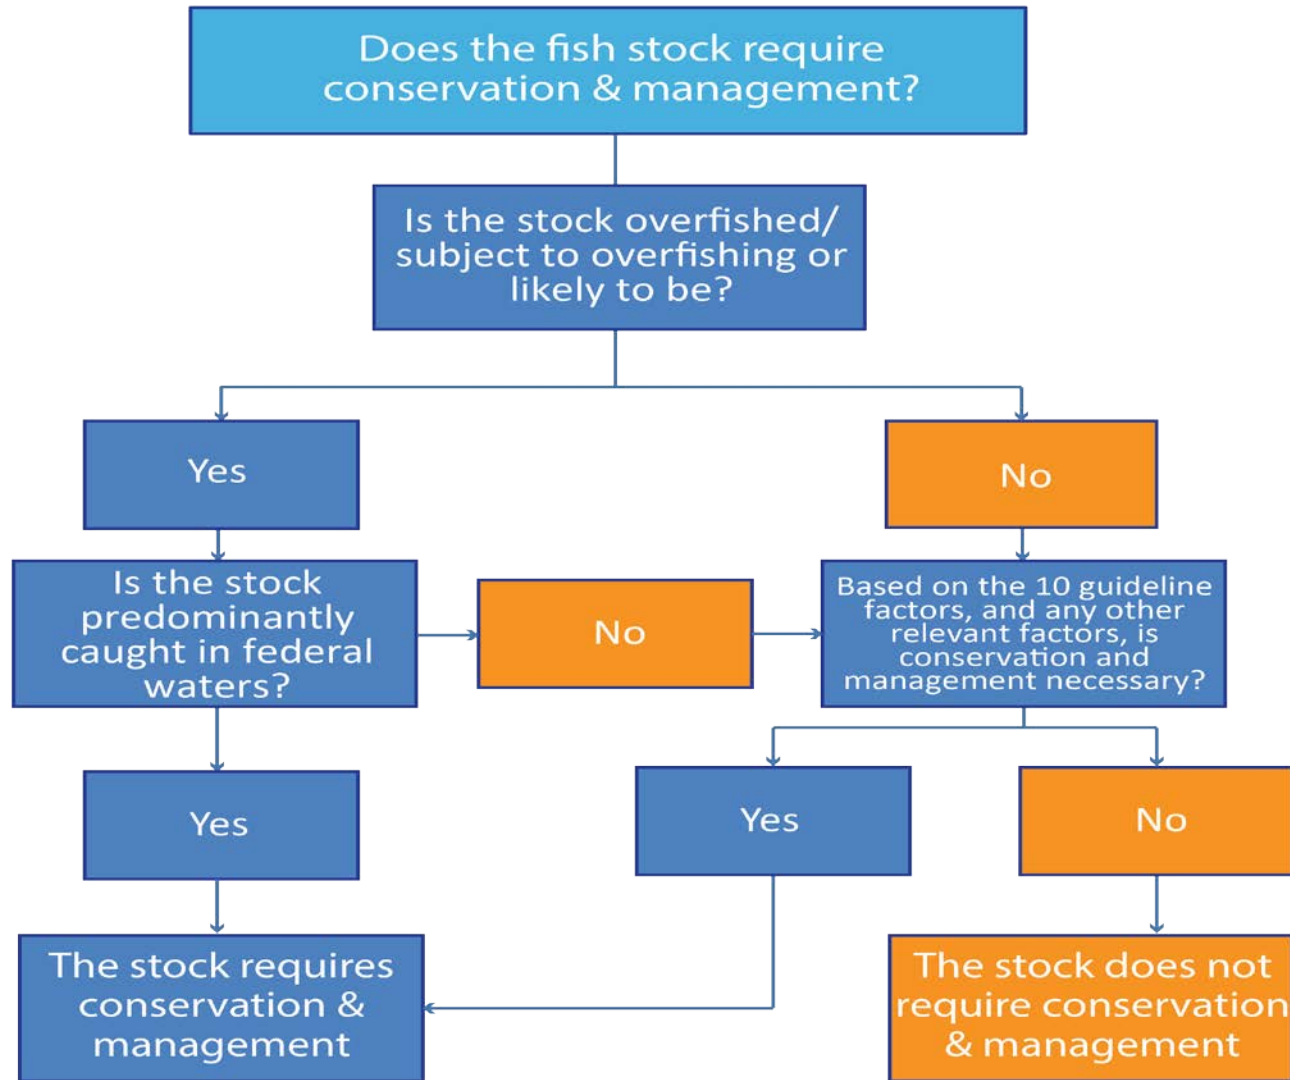 Does the fish stock require
conservation & management?
Is the stock overfished/
subject to overfishing or
likely to be?
Yes
No
Is the stock
predominantly
caught in federal
waters?
No
Based on the 10 guideline
factors, and any other
relevant factors, is
conservation and
management necessary?
Yes
Yes
No
The stock requires
conservation &
management
The stock does not
require conservation
& management